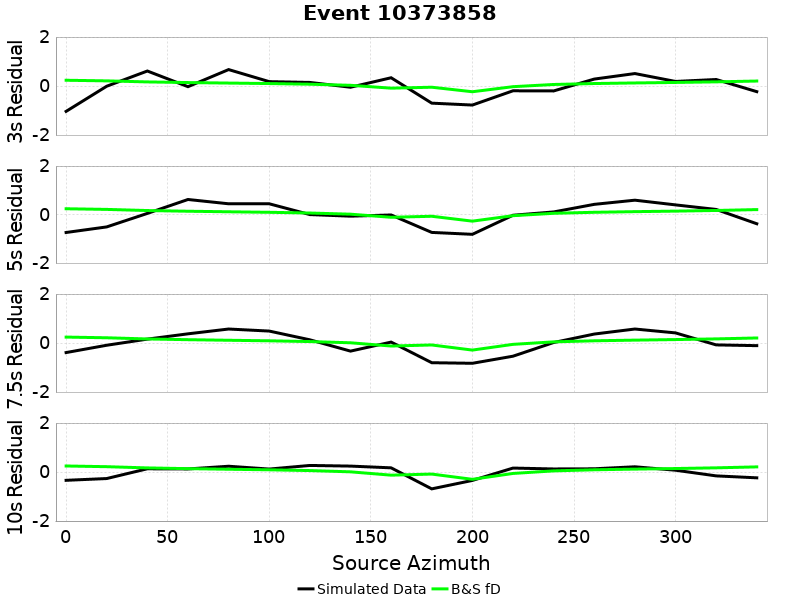 Event 10373858
3s Residual
2
0
-2
5s Residual
2
0
-2
7.5s Residual
2
0
-2
10s Residual
2
0
-2
0 50 100 150 200 250 300
Source Azimuth
Simulated Data B&S fD